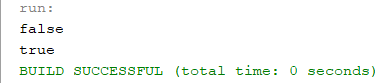 run:
false
true
BUILD SUCCESSFUL (total time: 0 seconds)